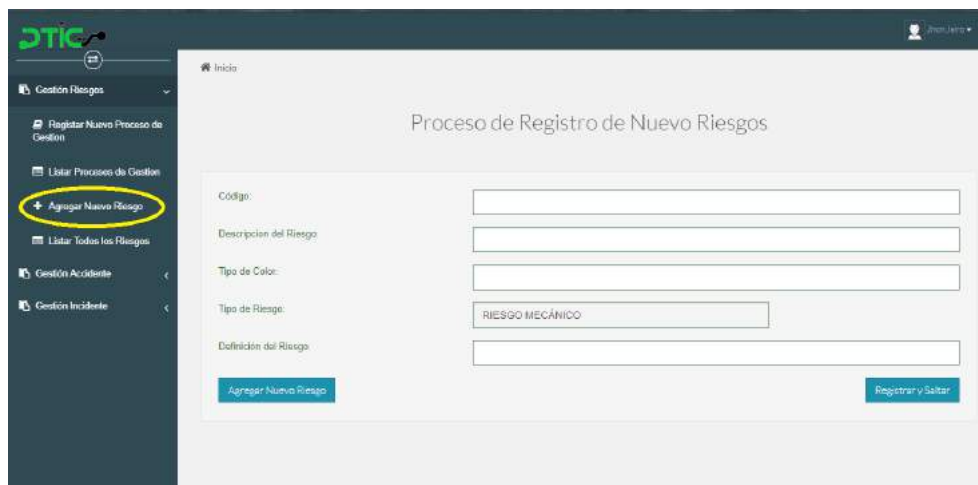 DTIC
Jhon Jairo
Inicio
Gestión Riesgos
Registar Nuevo Proceso de
Gestion
Listar Procesos de Gestion
Agregar Nuevo Riesgo
Listar Todos los Riesgos
Gestión Accidente
Gestión Incidente
Proceso de Registro de Nuevo Riesgos
Código:
Descripcion del Riesgo:
Tipo de Color:
Tipo de Riesgo:
RIESGO MECÁNICO
Definición del Riesgo
Agregar Nuevo Riesgo
Registrar y Saltar